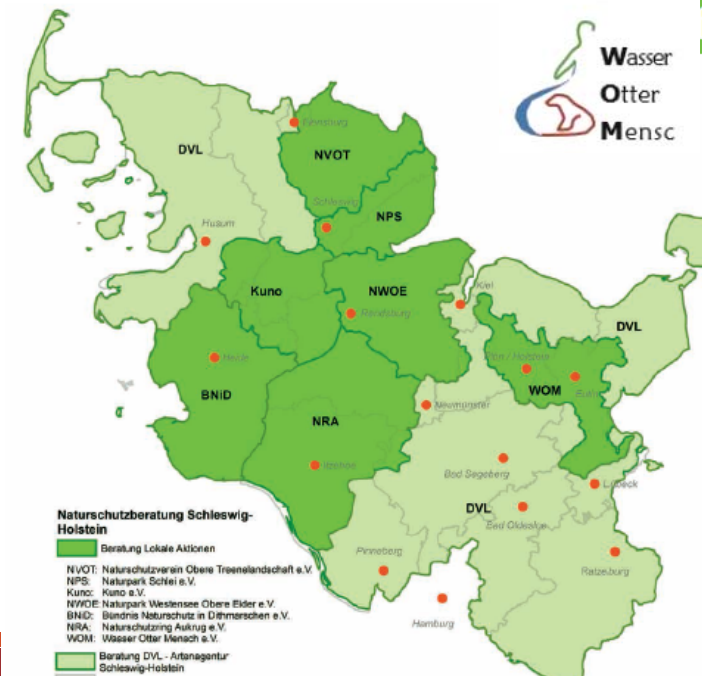 Wasser
Otter
Mensc
Flensburg
DVL
NVOT
Schleswig
NPS
Husum
Kuno
NWOE
Kiel
Rendsburg
DVL
Heide
Plön / Holstein
Eutin
WOM
BNiD
Neumünster
NRA
Itzehoe
Bad Segeberg
Lübeck
DVL
Bad Oldesloe
Pinneberg
Ratzeburg
Hamburg
Naturschutzberatung Schleswig-
Holstein
Beratung Lokale Aktionen
NVOT: Naturschutzverein Obere Treenelandschaft e.V.
NPS: Naturpark Schlei e.V.
Kuno: Kuno e.V.
NWOE: Naturpark Westensee Obere Eider e.V.
BNiD: Bündnis Naturschutz in Dithmarschen e.V.
NRA: Naturschutzring Aukrug e.V.
WOM: Wasser Otter Mensch e.V.
Beratung DVL - Artenagentur
Schleswig-Holstein